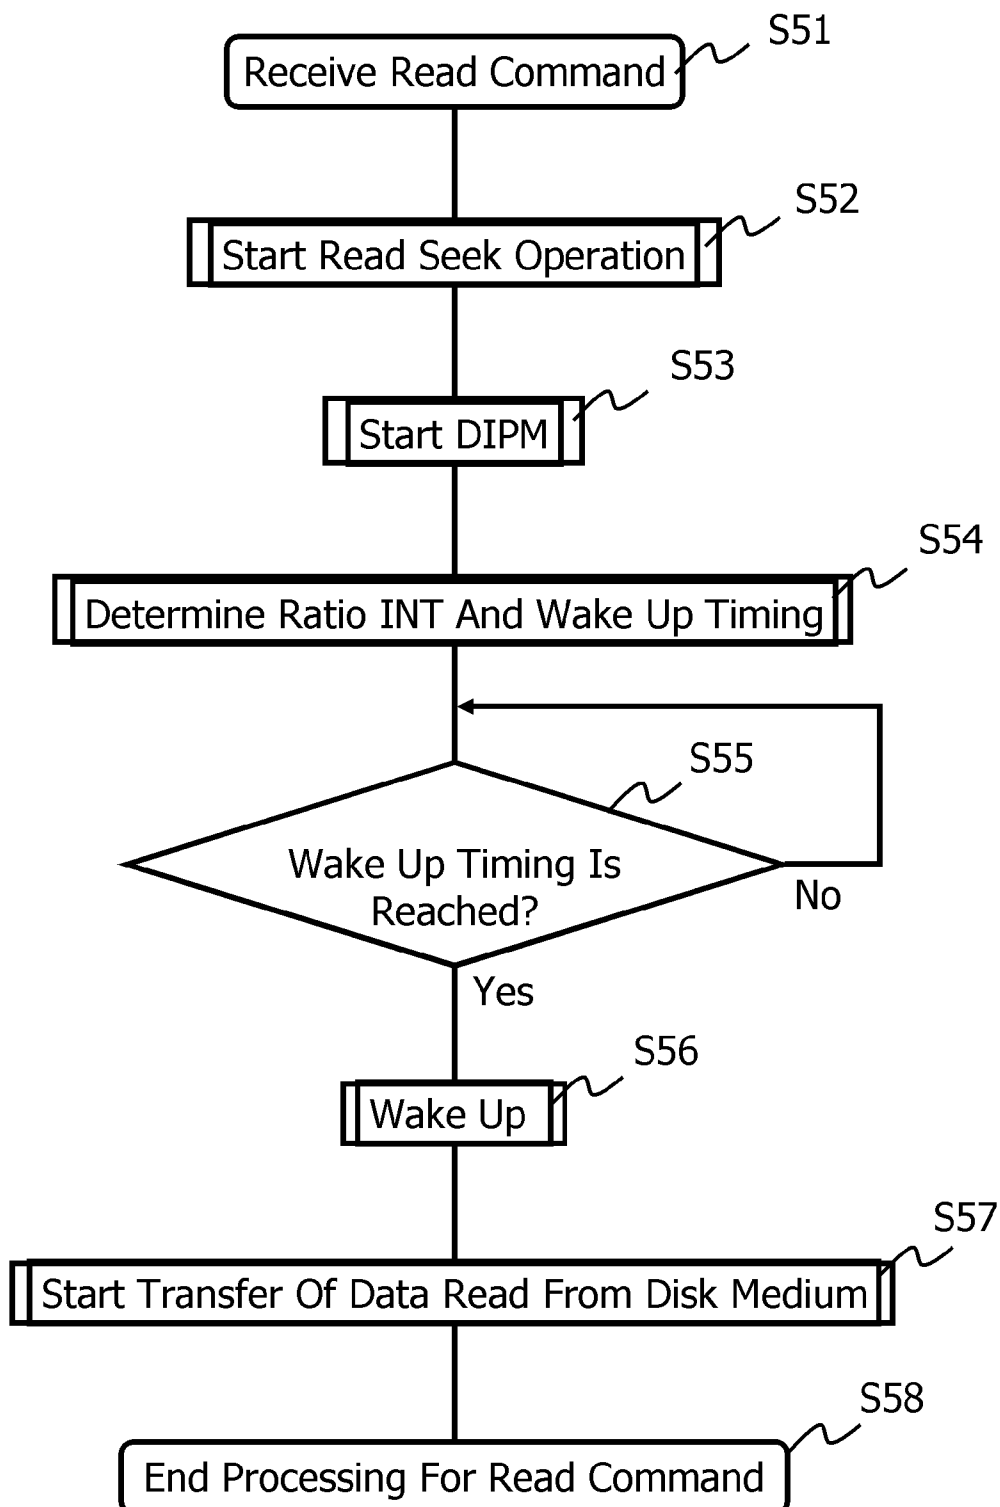 S51
Receive Read Command
S52
Start Read Seek Operation
S53
Start DIPM
S54
Determine Ratio INT And Wake Up Timing
S55
Wake Up Timing Is
Reached?
No
Yes
S56
Wake Up
S57
Start Transfer Of Data Read From Disk Medium
S58
End Processing For Read Command